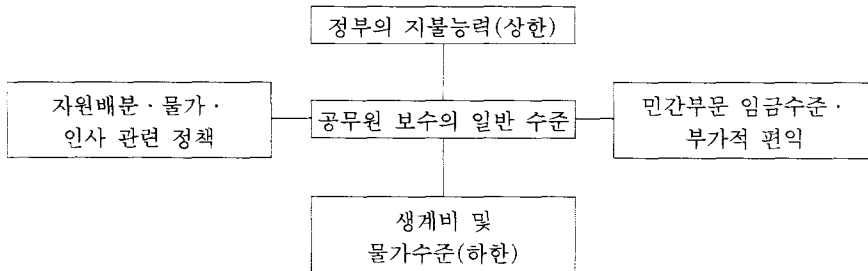 정부의 지불능력(상한)
자원배분·물가·
인사 관련 정책
공무원 보수의 일반 수준
민간부문 임금수준·
부가적 편익
생계비 및
물가수준(하한)